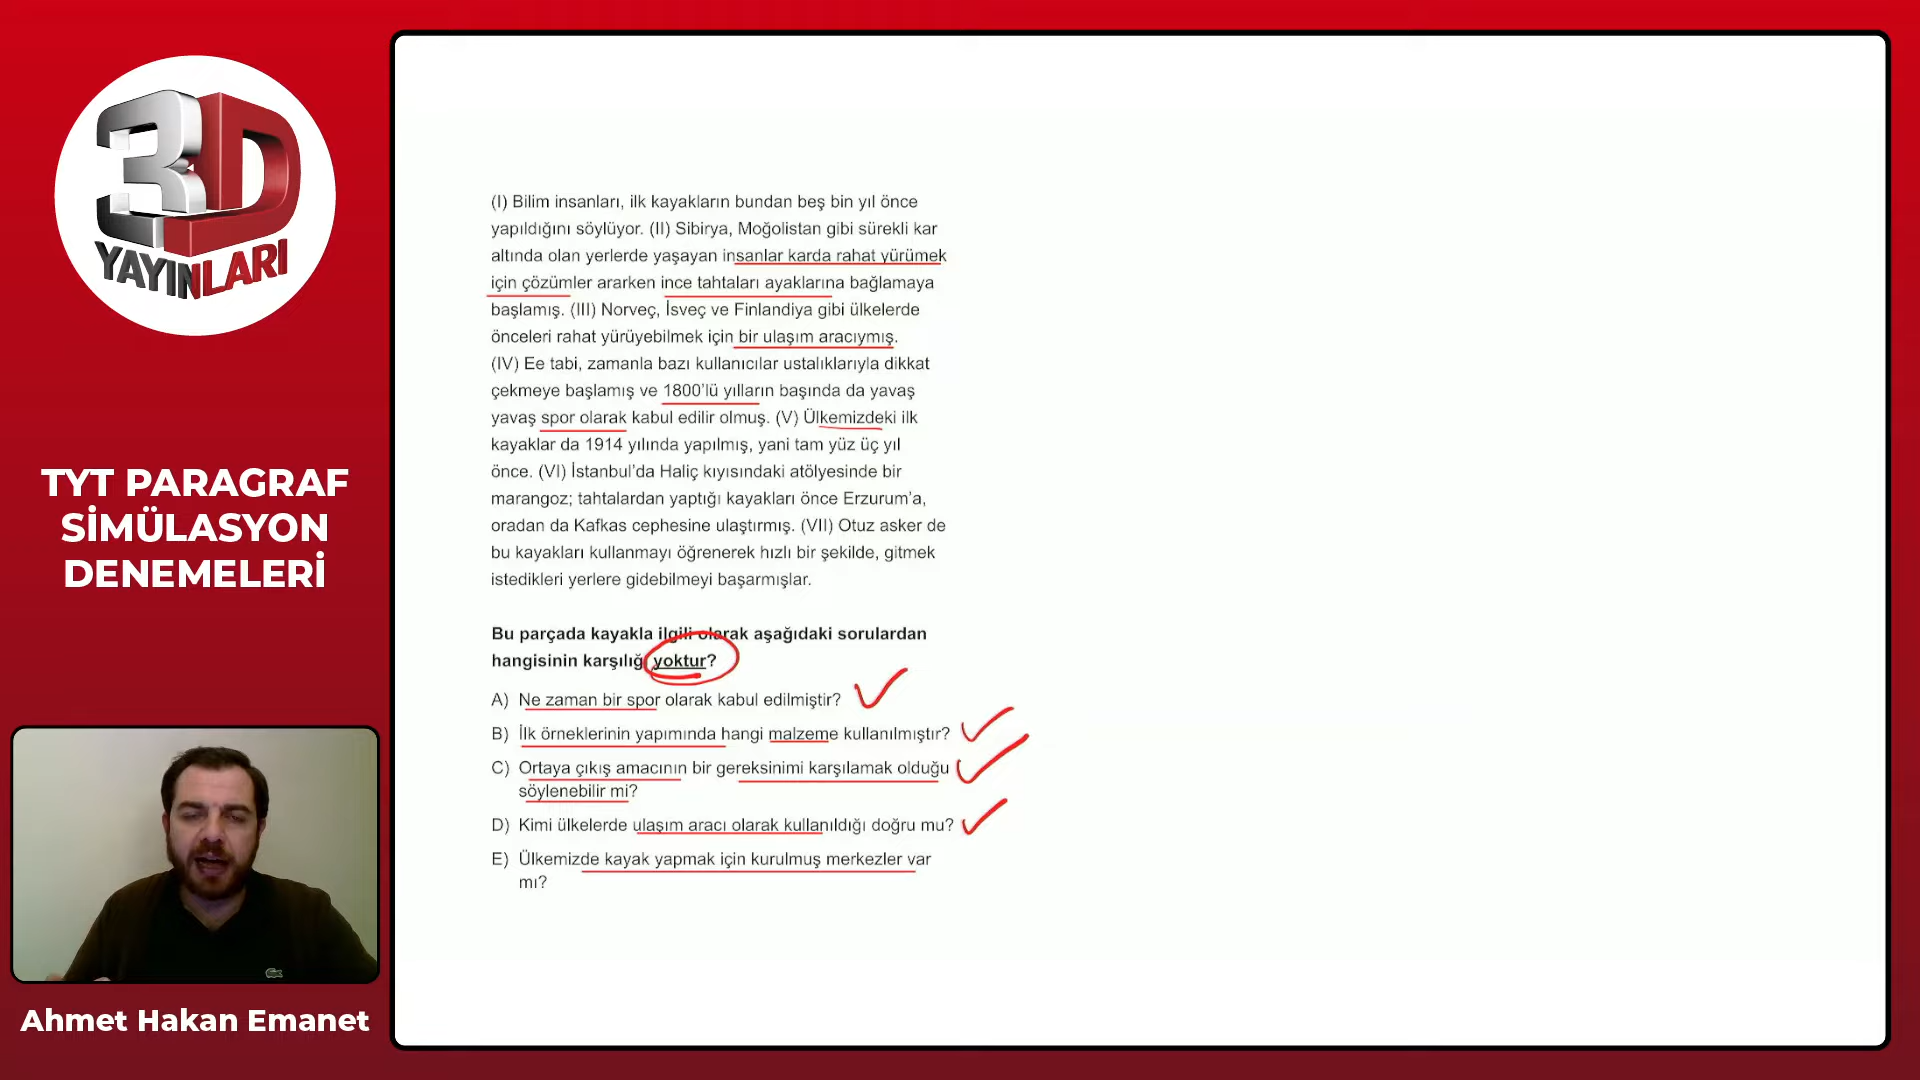 3D
YAYINLARI
TYT PARAGRAF
SİMÜLASYON
DENEMELERİ
Ahmet Hakan Emanet
(I) Bilim insanları, ilk kayakların bundan beş bin yıl önce
yapıldığını söylüyor. (II) Sibirya, Moğolistan gibi sürekli kar
altında olan yerlerde yaşayan insanlar karda rahat yürümek
için çözümler ararken ince tahtaları ayaklarına bağlamaya
başlamış. (III) Norveç, İsveç ve Finlandiya gibi ülkelerde
önceleri rahat yürüyebilmek için bir ulaşım aracıymış.
(IV) Ee tabi, zamanla bazı kullanıcılar ustalıklarıyla dikkat
çekmeye başlamış ve 1800’lü yılların başında da yavaş
yavaş spor olarak kabul edilir olmuş. (V) Ülkemizdeki ilk
kayaklar da 1914 yılında yapılmış, yani tam yüz üç yıl
önce. (VI) İstanbul’da Haliç kıyısındaki atölyesinde bir
marangoz; tahtalardan yaptığı kayakları önce Erzurum’a,
oradan da Kafkas cephesine ulaştırmış. (VII) Otuz asker de
bu kayakları kullanmayı öğrenerek hızlı bir şekilde, gitmek
istedikleri yerlere gidebilmeyi başarmışlar.
Bu parçada kayakla ilgili olarak aşağıdaki sorulardan
hangisinin karşılığı yoktur?
A) Ne zaman bir spor olarak kabul edilmiştir?
B) İlk örneklerinin yapımında hangi malzeme kullanılmıştır?
C) Ortaya çıkış amacının bir gereksinimi karşılamak olduğu
söylenebilir mi?
D) Kimi ülkelerde ulaşım aracı olarak kullanıldığı doğru mu?
E) Ülkemizde kayak yapmak için kurulmuş merkezler var
mı?